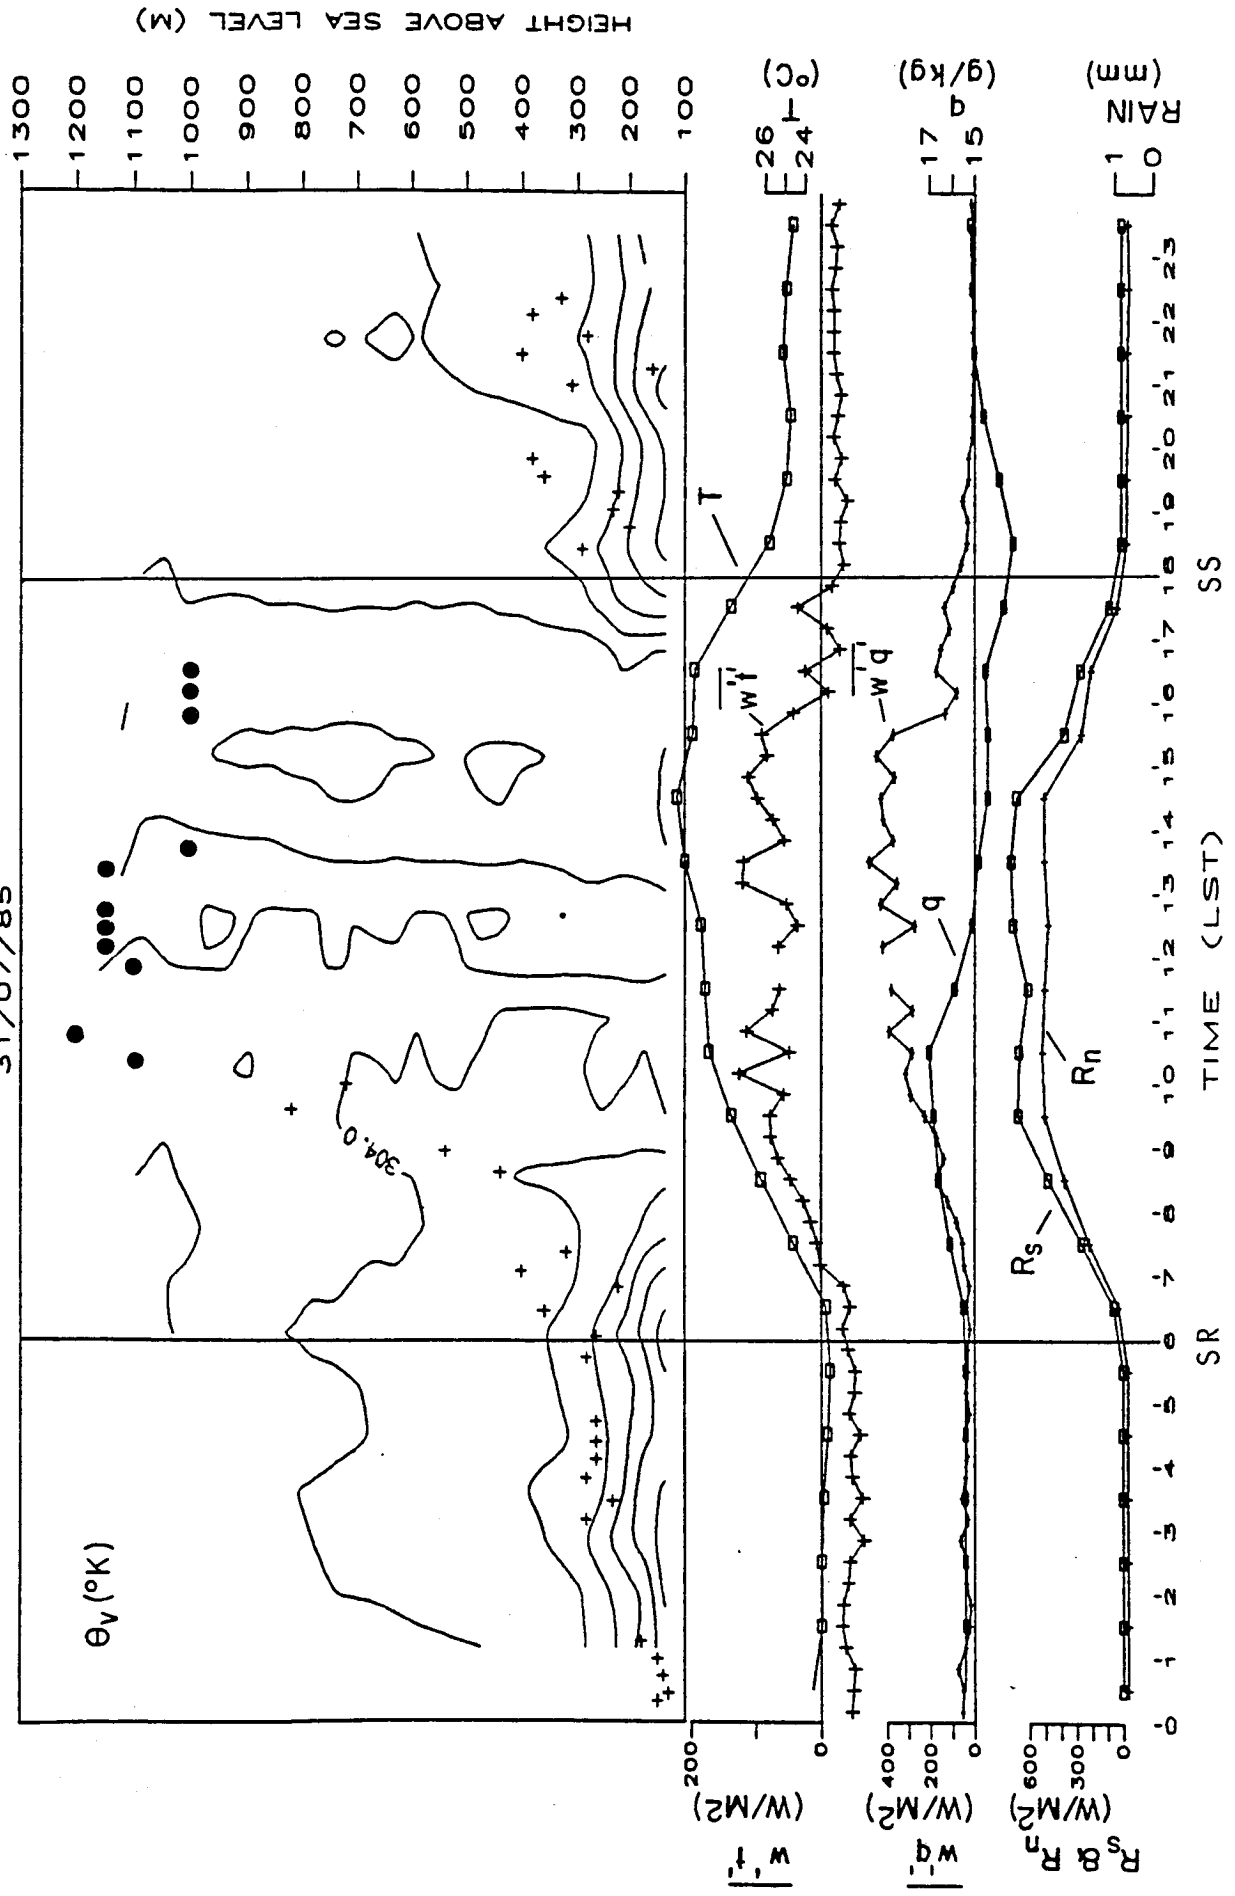 31/07/85
θv (°K)
304.0
HEIGHT ABOVE SEA LEVEL (M)
1300
1200
1100
1000
900
800
700
600
500
400
300
200
100
T (°C)
26
24
q (g/kg)
17
15
RAIN (mm)
1
0
T
w't'
w'q'
q
Rn
Rs
w't' (W/M²)
200
0
w'q' (W/M²)
400
200
0
Rs & Rn (W/M²)
600
300
0
-0 -1 -2 -3 -4 -5 -6 -7 -8 -9 -10 -11 -12 -13 -14 -15 -16 -17 -18 -19 -20 -21 -22 -23
SR
SS
TIME (LST)